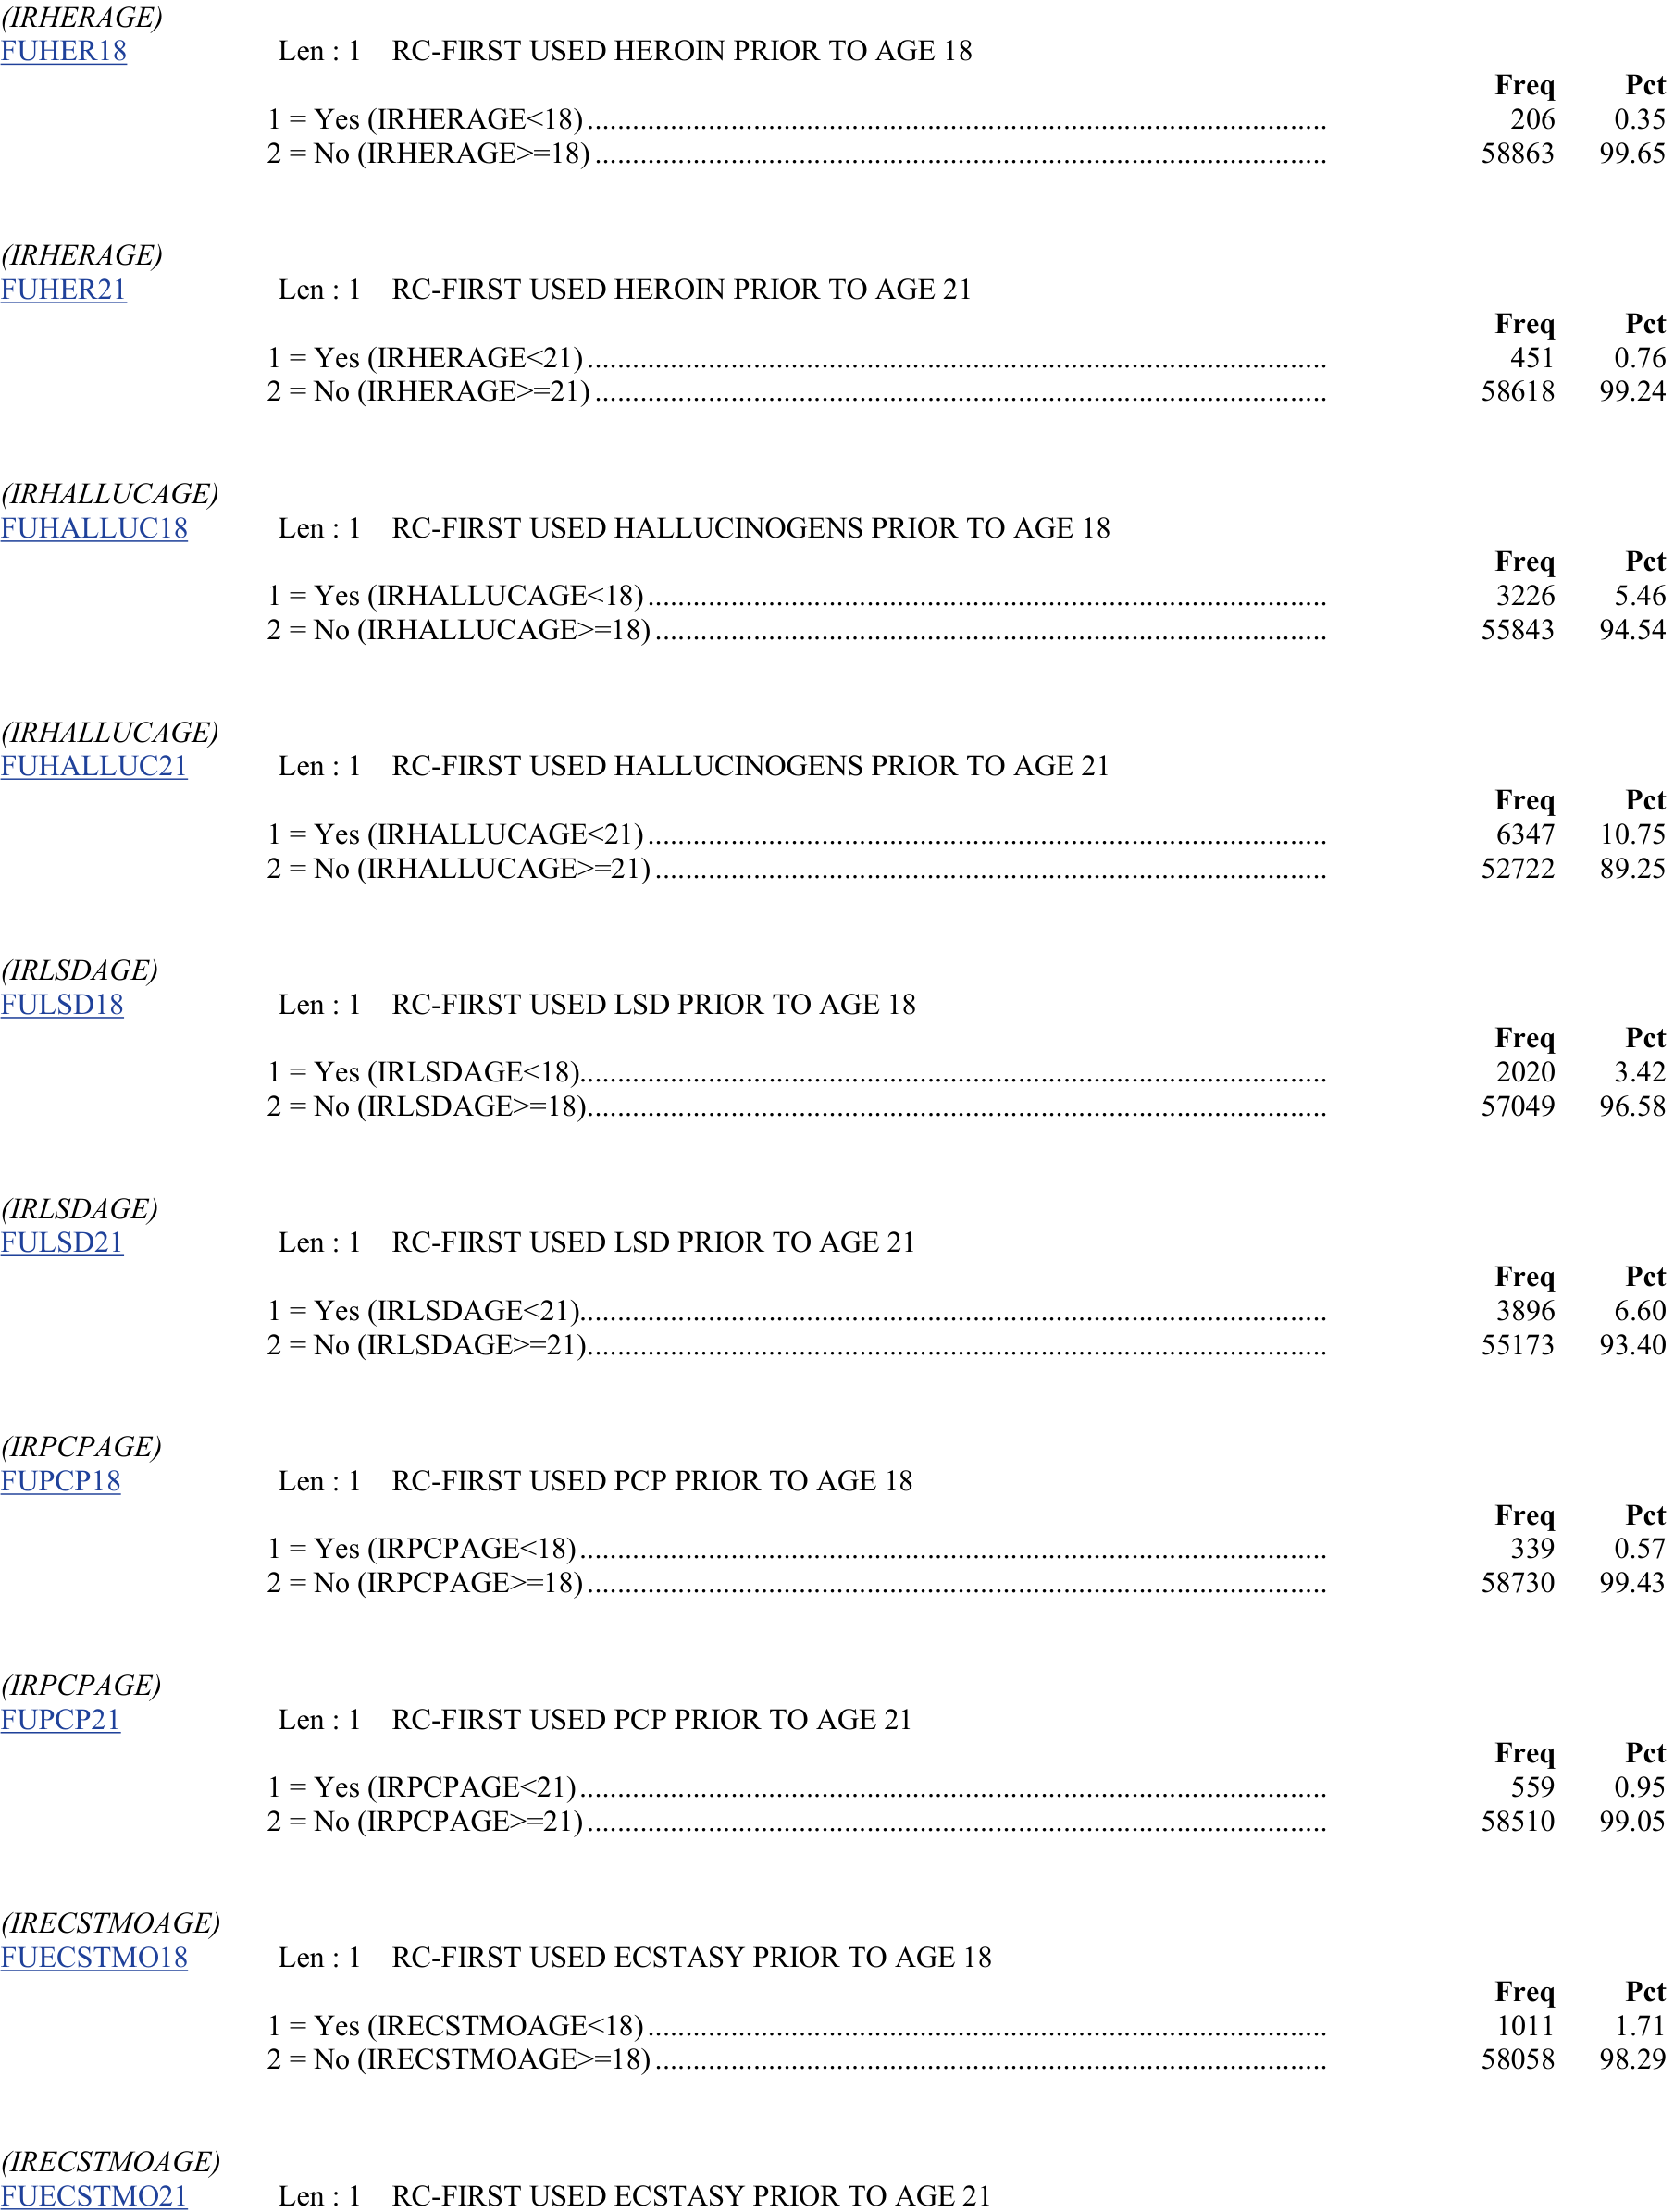 (IRHERAGE)
FUHER18 Len : 1 RC-FIRST USED HEROIN PRIOR TO AGE 18
Freq Pct
1 = Yes (IRHERAGE<18) 206 0.35
2 = No (IRHERAGE>=18) 58863 99.65
(IRHERAGE)
FUHER21 Len : 1 RC-FIRST USED HEROIN PRIOR TO AGE 21
Freq Pct
1 = Yes (IRHERAGE<21) 451 0.76
2 = No (IRHERAGE>=21) 58618 99.24
(IRHALLUCAGE)
FUHALLUC18 Len : 1 RC-FIRST USED HALLUCINOGENS PRIOR TO AGE 18
Freq Pct
1 = Yes (IRHALLUCAGE<18) 3226 5.46
2 = No (IRHALLUCAGE>=18) 55843 94.54
(IRHALLUCAGE)
FUHALLUC21 Len : 1 RC-FIRST USED HALLUCINOGENS PRIOR TO AGE 21
Freq Pct
1 = Yes (IRHALLUCAGE<21) 6347 10.75
2 = No (IRHALLUCAGE>=21) 52722 89.25
(IRLSDAGE)
FULSD18 Len : 1 RC-FIRST USED LSD PRIOR TO AGE 18
Freq Pct
1 = Yes (IRLSDAGE<18) 2020 3.42
2 = No (IRLSDAGE>=18) 57049 96.58
(IRLSDAGE)
FULSD21 Len : 1 RC-FIRST USED LSD PRIOR TO AGE 21
Freq Pct
1 = Yes (IRLSDAGE<21) 3896 6.60
2 = No (IRLSDAGE>=21) 55173 93.40
(IRPCPAGE)
FUPCP18 Len : 1 RC-FIRST USED PCP PRIOR TO AGE 18
Freq Pct
1 = Yes (IRPCPAGE<18) 339 0.57
2 = No (IRPCPAGE>=18) 58730 99.43
(IRPCPAGE)
FUPCP21 Len : 1 RC-FIRST USED PCP PRIOR TO AGE 21
Freq Pct
1 = Yes (IRPCPAGE<21) 559 0.95
2 = No (IRPCPAGE>=21) 58510 99.05
(IRECSTMOAGE)
FUECSTMO18 Len : 1 RC-FIRST USED ECSTASY PRIOR TO AGE 18
Freq Pct
1 = Yes (IRECSTMOAGE<18) 1011 1.71
2 = No (IRECSTMOAGE>=18) 58058 98.29
(IRECSTMOAGE)
FUECSTMO21 Len : 1 RC-FIRST USED ECSTASY PRIOR TO AGE 21